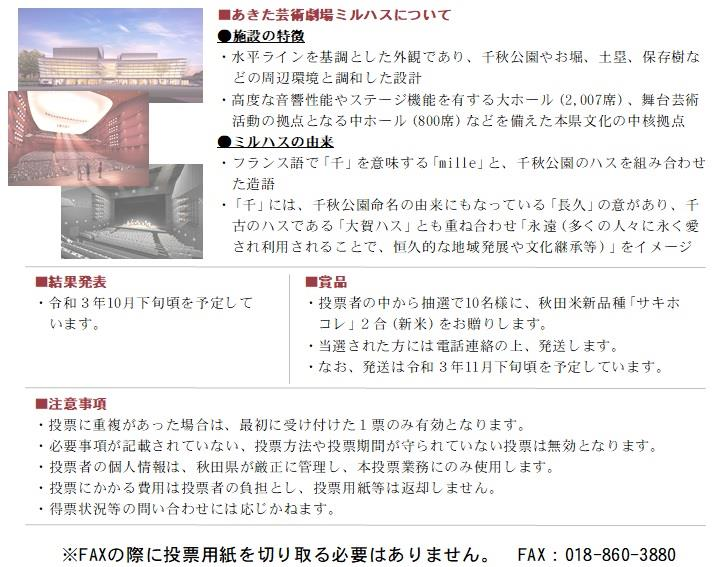 ■あきた芸術劇場ミルハスについて
●施設の特徴
・水平ラインを基調とした外観であり、千秋公園やお堀、土塁、保存樹な
どの周辺環境と調和した設計
・高度な音響性能やステージ機能を有する大ホール（2,007席）、舞台芸術
活動の拠点となる中ホール（800席）などを備えた本県文化の中核拠点
●ミルハスの由来
・フランス語で「千」を意味する「mille」と、千秋公園のハスを組み合わせ
た造語
・「千」には、千秋公園命名の由来にもなっている「長久」の意があり、千
古のハスである「大賀ハス」とも重ね合わせ「永遠（多くの人々に永く愛
され利用されることで、恒久的な地域発展や文化継承等）」をイメージ
■結果発表
・令和３年10月下旬頃を予定して
います。
■賞品
・投票者の中から抽選で10名様に、秋田米新品種「サキホ
コレ」２合（新米）をお贈りします。
・当選された方には電話連絡の上、発送します。
・なお、発送は令和３年11月下旬頃を予定しています。
■注意事項
・投票に重複があった場合は、最初に受け付けた１票のみ有効となります。
・必要事項が記載されていない、投票方法や投票期間が守られていない投票は無効となります。
・投票者の個人情報は、秋田県が厳正に管理し、本投票業務にのみ使用します。
・投票にかかる費用は投票者の負担とし、投票用紙等は返却しません。
・得票状況等の問い合わせには応じかねます。
※FAXの際に投票用紙を切り取る必要はありません。　FAX：018-860-3880